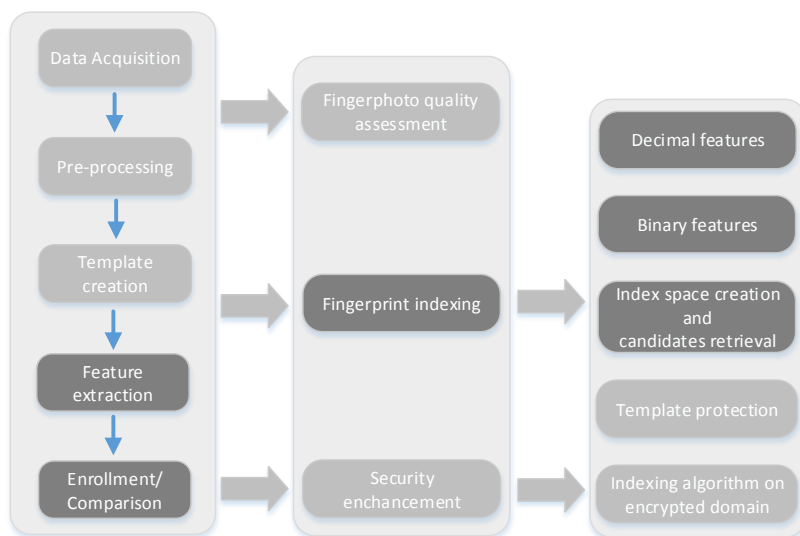 Data Acquisition
Pre-processing
Template
creation
Feature
extraction
Enrollment/
Comparison
Fingerphoto quality
assessment
Fingerprint indexing
Security
enchancement
Decimal features
Binary features
Index space creation
and
candidates retrieval
Template protection
Indexing algorithm on
encrypted domain